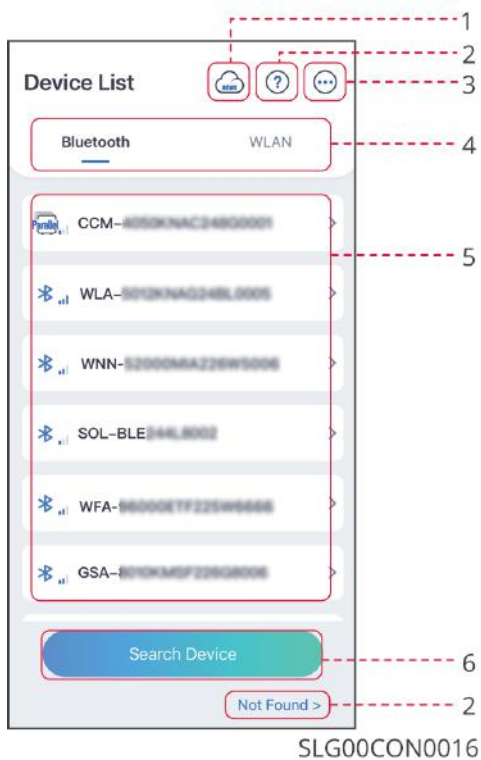 1
2
Device List
3
Bluetooth WLAN
4
Parallel
CCM-
5
WLA-
WNN-
SOL-BLE
WFA-
GSA-
Search Device
6
Not Found >
2
SLG00CON0016